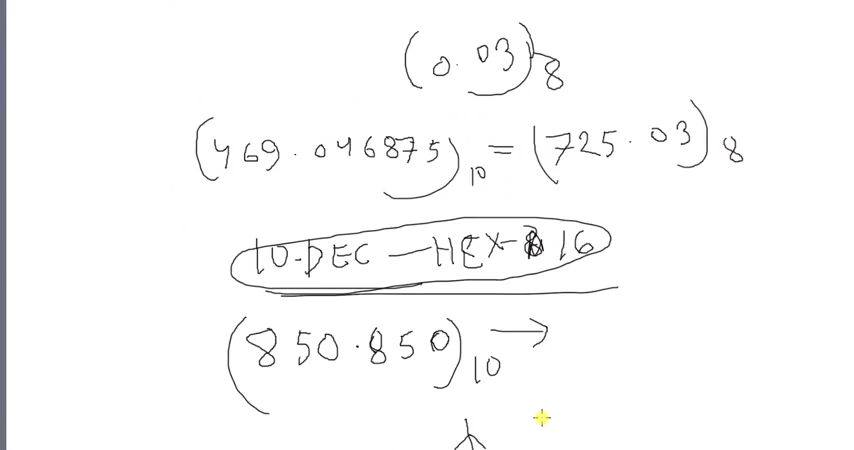 (0.03)8
(469.046875)10 = (725.03)8
10-DEC — HEX- 16
(850.850)10 →